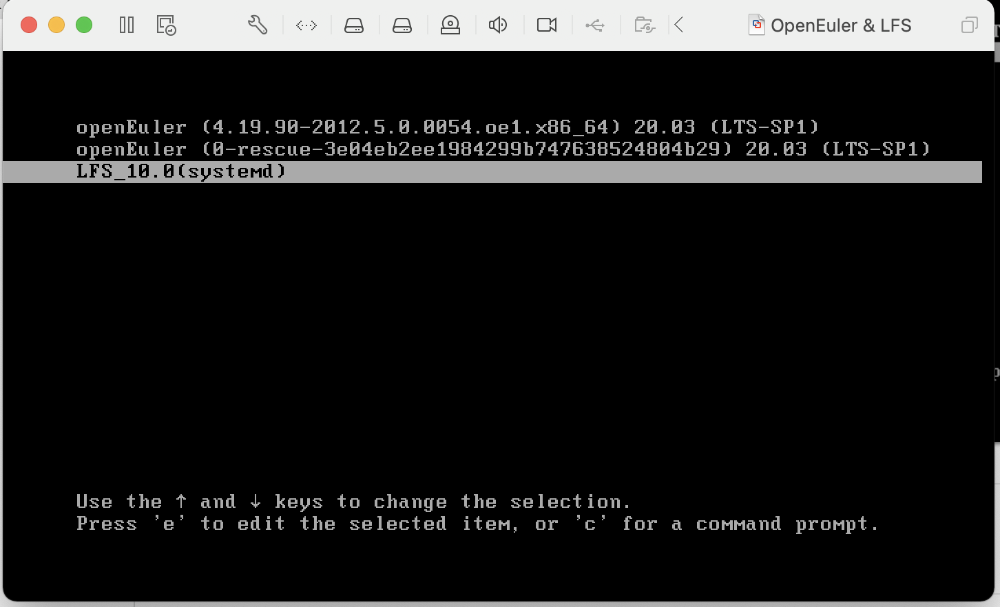 OpenEuler & LFS
openEuler (4.19.90-2012.5.0.0054.oe1.x86_64) 20.03 (LTS-SP1)
openEuler (0-rescue-3e04eb2ee1984299b747638524804b29) 20.03 (LTS-SP1)
LFS_10.0(systemd)
Use the ↑ and ↓ keys to change the selection.
Press 'e' to edit the selected item, or 'c' for a command prompt.